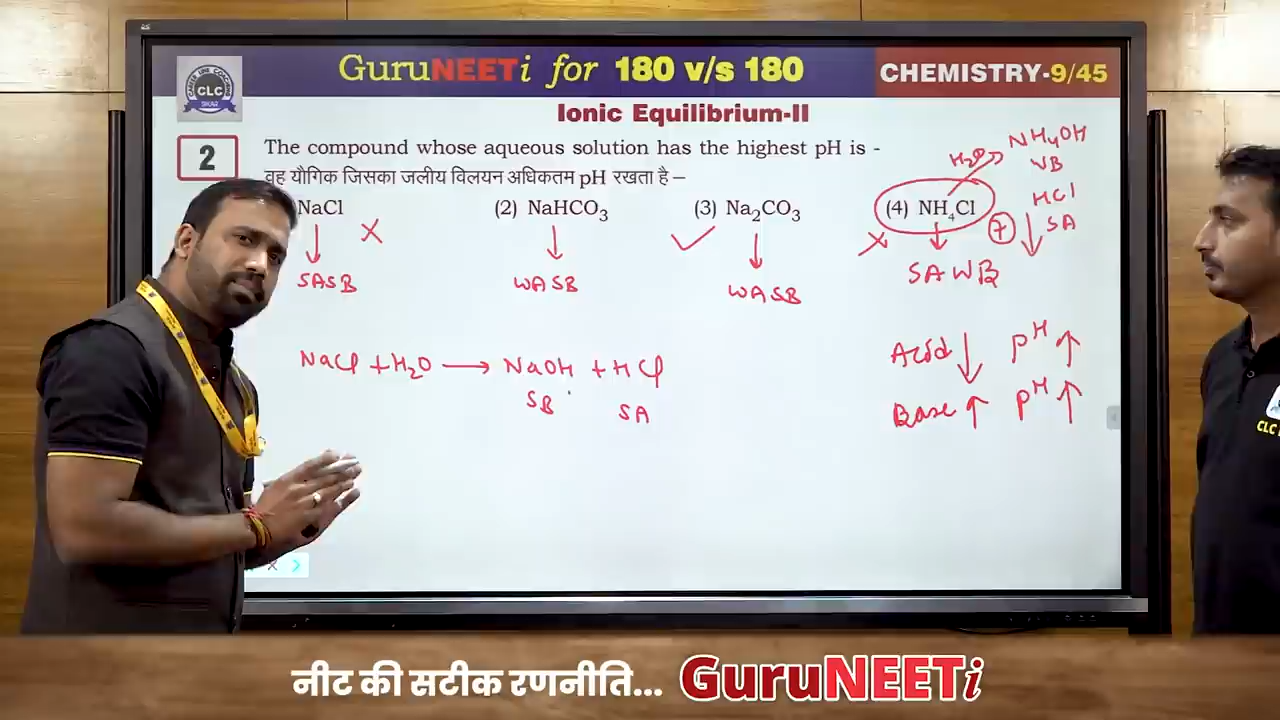 GuruNEETi for 180 v/s 180
CHEMISTRY-9/45
CLC
SIKAR
Ionic Equilibrium-II
2
The compound whose aqueous solution has the highest pH is -
वह यौगिक जिसका जलीय विलयन अधिकतम pH रखता है –
NaCl
(2) NaHCO₃
(3) Na₂CO₃
(4) NH₄Cl
H₂O
NH₄OH
WB
HCl
SA
7
SASB
WASB
WASB
SAWB
NaCl + H₂O → NaOH + HCl
SB SA
Acid ↓ pH ↑
Base ↑ pH ↑
CLC
नीट की सटीक रणनीति... GuruNEETi